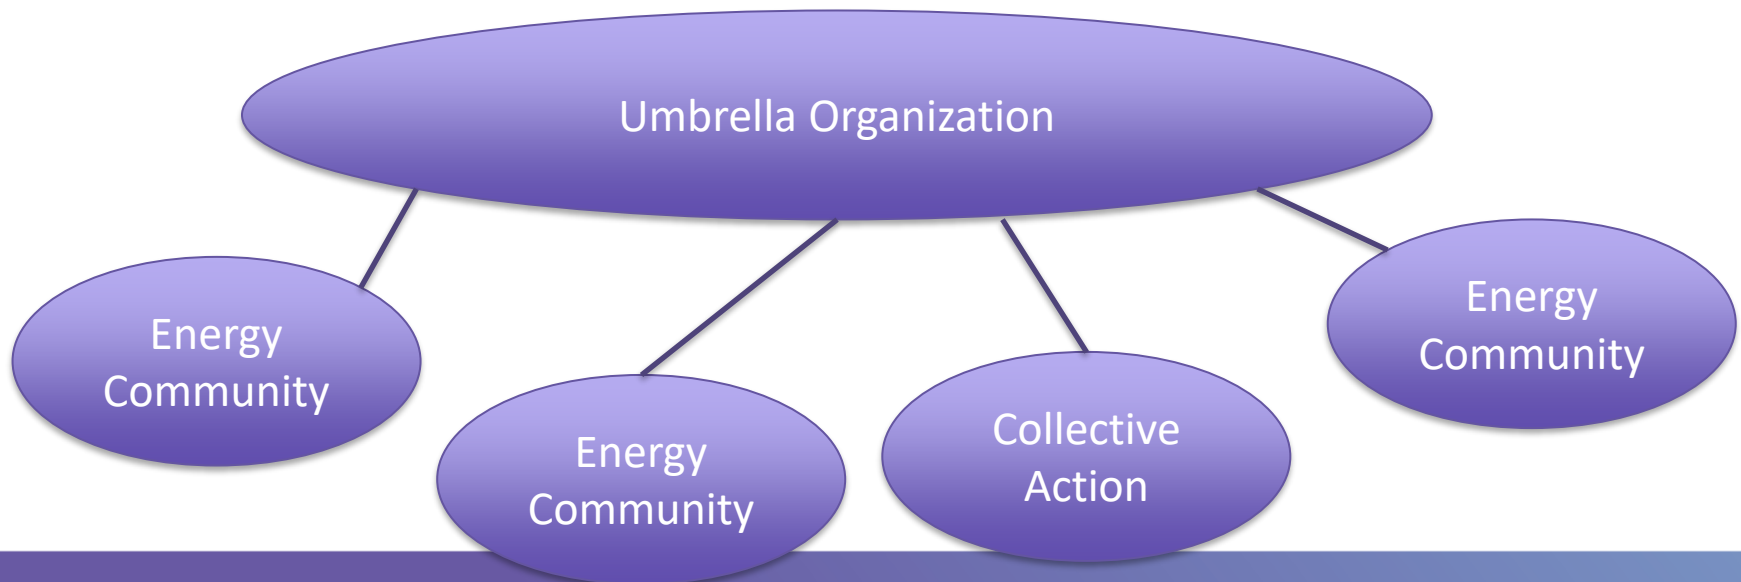 Umbrella Organization
Energy
Community
Energy
Community
Collective
Action
Energy
Community